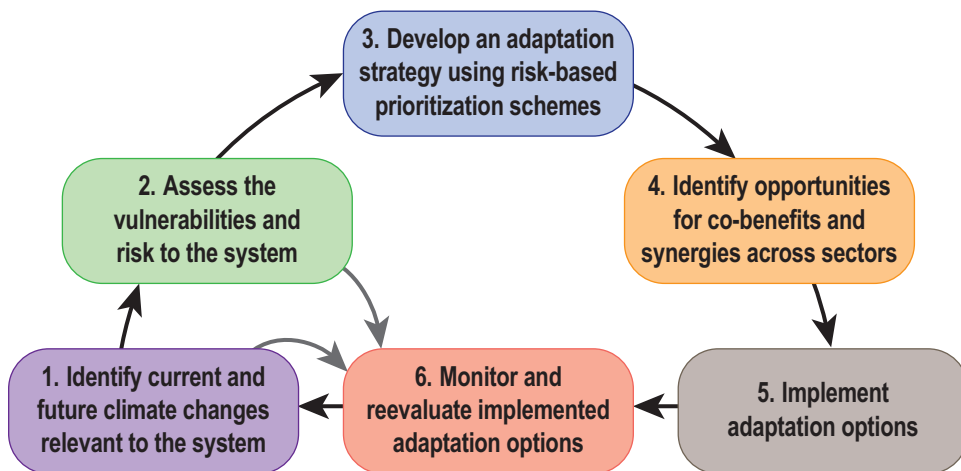 3. Develop an adaptation
strategy using risk-based
prioritization schemes
2. Assess the
vulnerabilities and
risk to the system
4. Identify opportunities
for co-benefits and
synergies across sectors
1. Identify current and
future climate changes
relevant to the system
6. Monitor and
reevaluate implemented
adaptation options
5. Implement
adaptation options